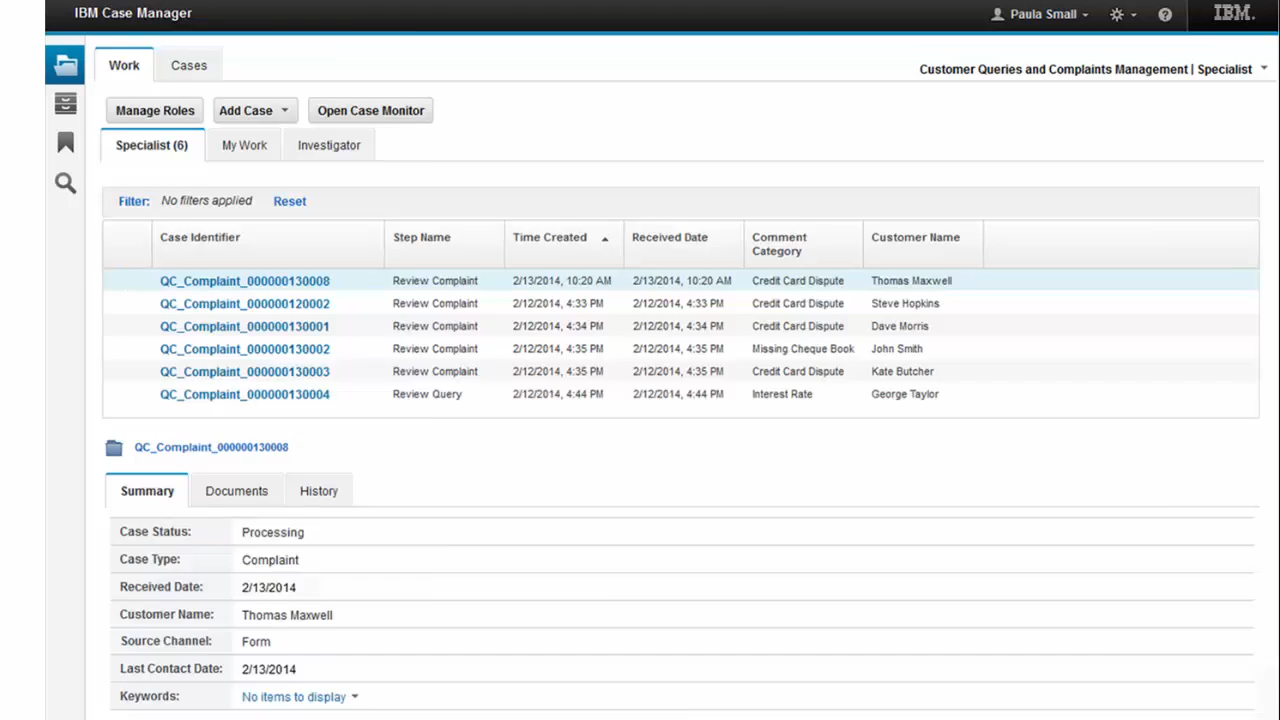 IBM Case Manager
Paula Small
IBM.
Work
Cases
Customer Queries and Complaints Management | Specialist
Manage Roles
Add Case
Open Case Monitor
Specialist (6)
My Work
Investigator
Filter: No filters applied Reset
Case Identifier Step Name Time Created Received Date Comment Category Customer Name
QC_Complaint_000000130008 Review Complaint 2/13/2014, 10:20 AM 2/13/2014, 10:20 AM Credit Card Dispute Thomas Maxwell
QC_Complaint_000000120002 Review Complaint 2/12/2014, 4:33 PM 2/12/2014, 4:33 PM Credit Card Dispute Steve Hopkins
QC_Complaint_000000130001 Review Complaint 2/12/2014, 4:34 PM 2/12/2014, 4:34 PM Credit Card Dispute Dave Morris
QC_Complaint_000000130002 Review Complaint 2/12/2014, 4:35 PM 2/12/2014, 4:35 PM Missing Cheque Book John Smith
QC_Complaint_000000130003 Review Complaint 2/12/2014, 4:35 PM 2/12/2014, 4:35 PM Credit Card Dispute Kate Butcher
QC_Complaint_000000130004 Review Query 2/12/2014, 4:44 PM 2/12/2014, 4:44 PM Interest Rate George Taylor
QC_Complaint_000000130008
Summary
Documents
History
Case Status: Processing
Case Type: Complaint
Received Date: 2/13/2014
Customer Name: Thomas Maxwell
Source Channel: Form
Last Contact Date: 2/13/2014
Keywords: No items to display